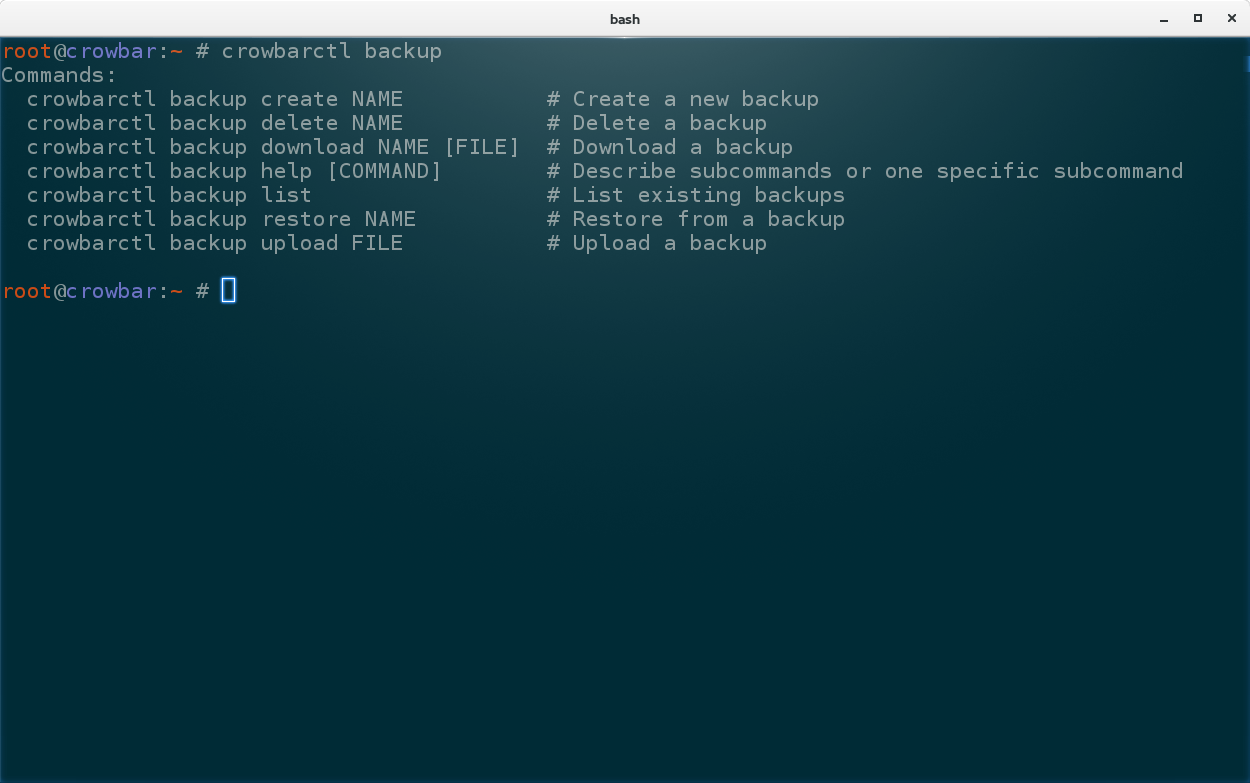 bash
root@crowbar:~ # crowbarctl backup
Commands:
  crowbarctl backup create NAME           # Create a new backup
  crowbarctl backup delete NAME           # Delete a backup
  crowbarctl backup download NAME [FILE]  # Download a backup
  crowbarctl backup help [COMMAND]        # Describe subcommands or one specific subcommand
  crowbarctl backup list                  # List existing backups
  crowbarctl backup restore NAME          # Restore from a backup
  crowbarctl backup upload FILE           # Upload a backup
root@crowbar:~ #